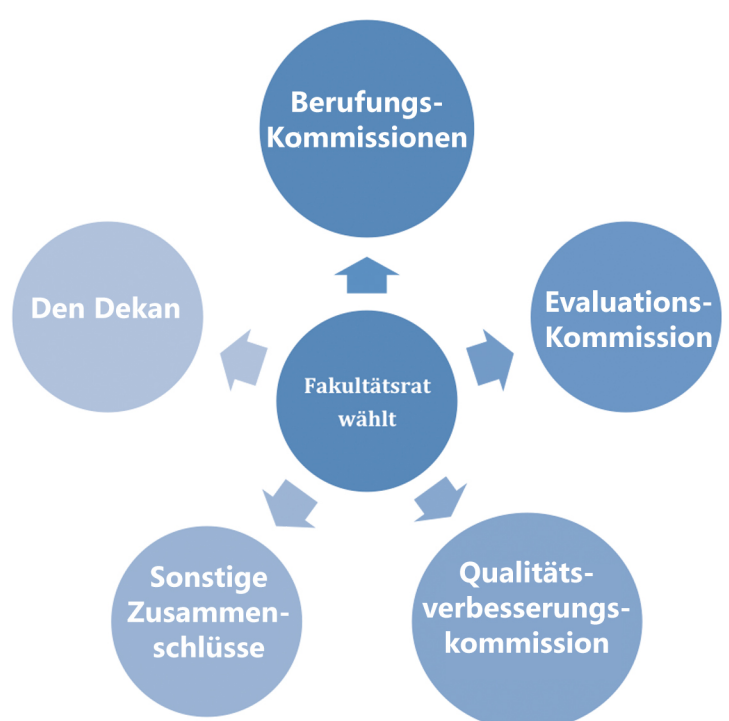 Berufungs-
Kommissionen
Den Dekan
Evaluations-
Kommission
Fakultätsrat
wählt
Sonstige
Zusammen-
schlüsse
Qualitäts-
verbesserungs-
kommission